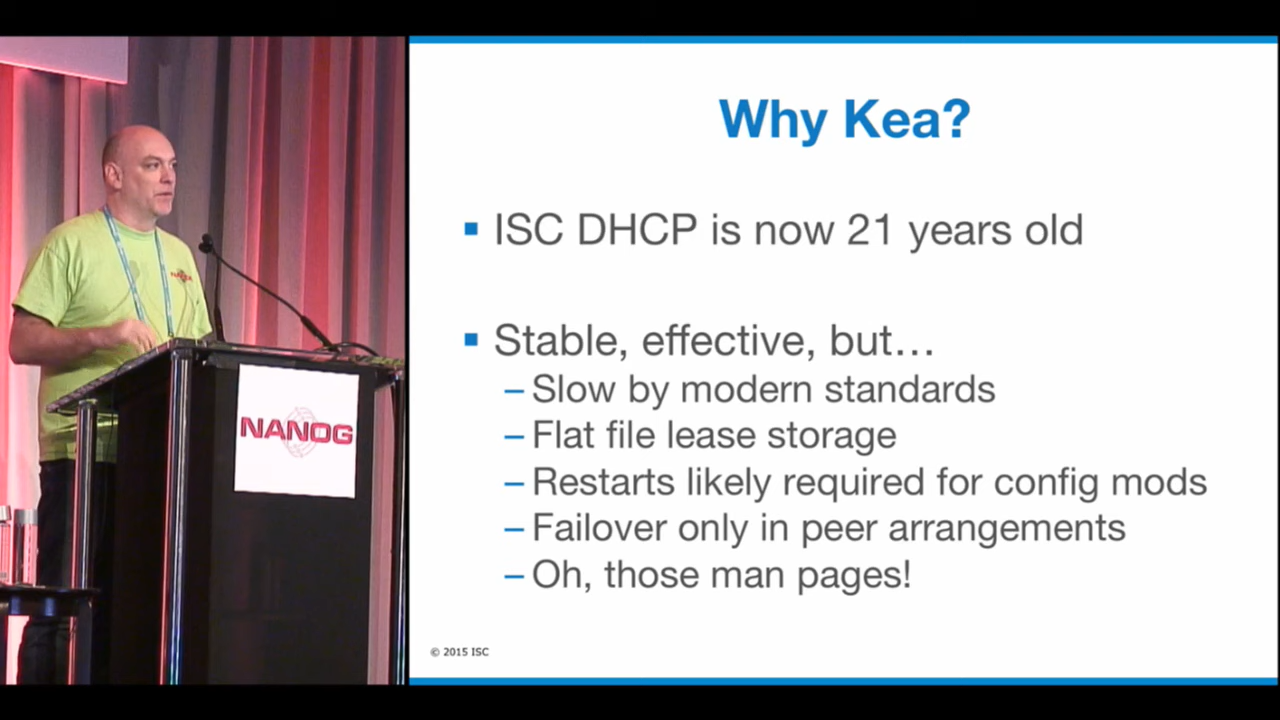 Why Kea?
▪ ISC DHCP is now 21 years old
▪ Stable, effective, but…
– Slow by modern standards
– Flat file lease storage
– Restarts likely required for config mods
– Failover only in peer arrangements
– Oh, those man pages!
© 2015 ISC
NANOG
NANOG